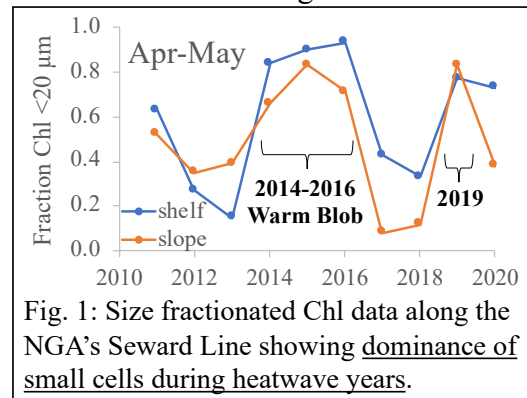 Apr-May
Fraction Chl <20 µm
1.0
0.8
0.6
0.4
0.2
0.0
2014-2016
Warm Blob
2019
shelf
slope
2010 2012 2014 2016 2018 2020
Fig. 1: Size fractionated Chl data along the
NGA's Seward Line showing dominance of
small cells during heatwave years.